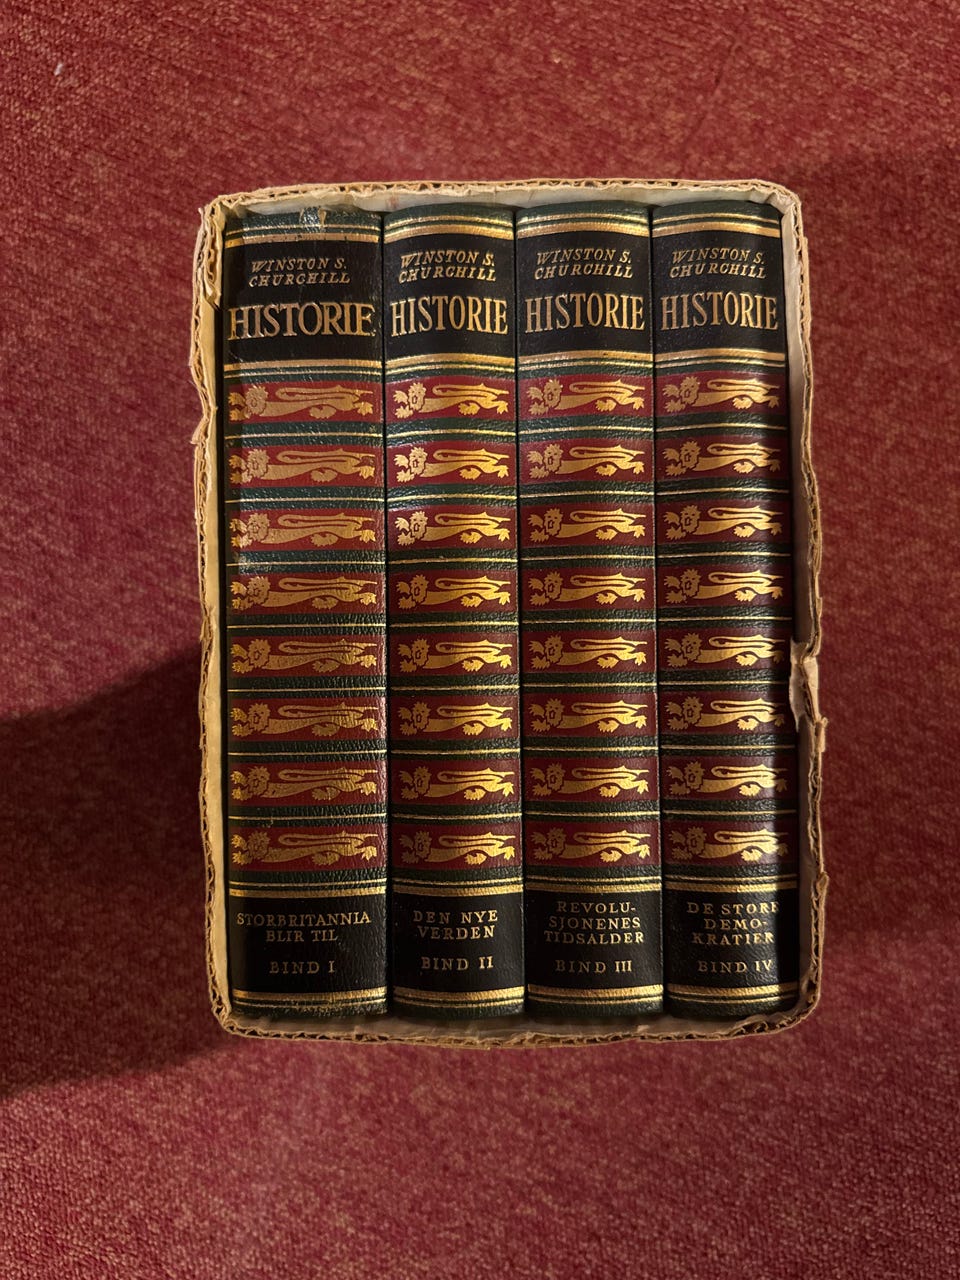 WINSTON S.
CHURCHILL
HISTORIE
STORBRITANNIA
BLIR TIL
BIND I
WINSTON S.
CHURCHILL
HISTORIE
DEN NYE
VERDEN
BIND II
WINSTON S.
CHURCHILL
HISTORIE
REVOLU-
SJONENES
TIDSALDER
BIND III
WINSTON S.
CHURCHILL
HISTORIE
DE STORE
DEMO-
KRATIER
BIND IV